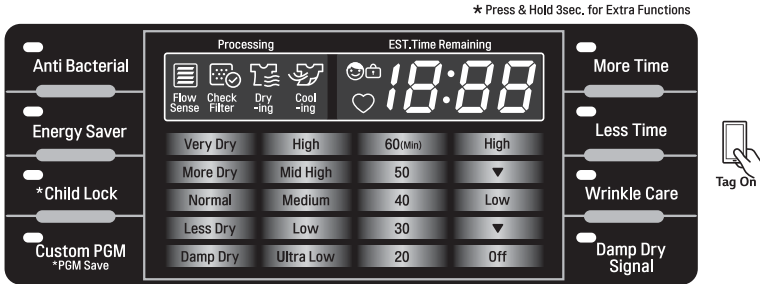 * Press & Hold 3sec. for Extra Functions
Processing
EST.Time Remaining
Anti Bacterial
Energy Saver
*Child Lock
Custom PGM
*PGM Save
Flow
Sense
Check
Filter
Dry
-ing
Cool
-ing
18:88
Very Dry High 60(Min) High
More Dry Mid High 50 ▼
Normal Medium 40 Low
Less Dry Low 30 ▼
Damp Dry Ultra Low 20 Off
More Time
Less Time
Wrinkle Care
Damp Dry
Signal
Tag On